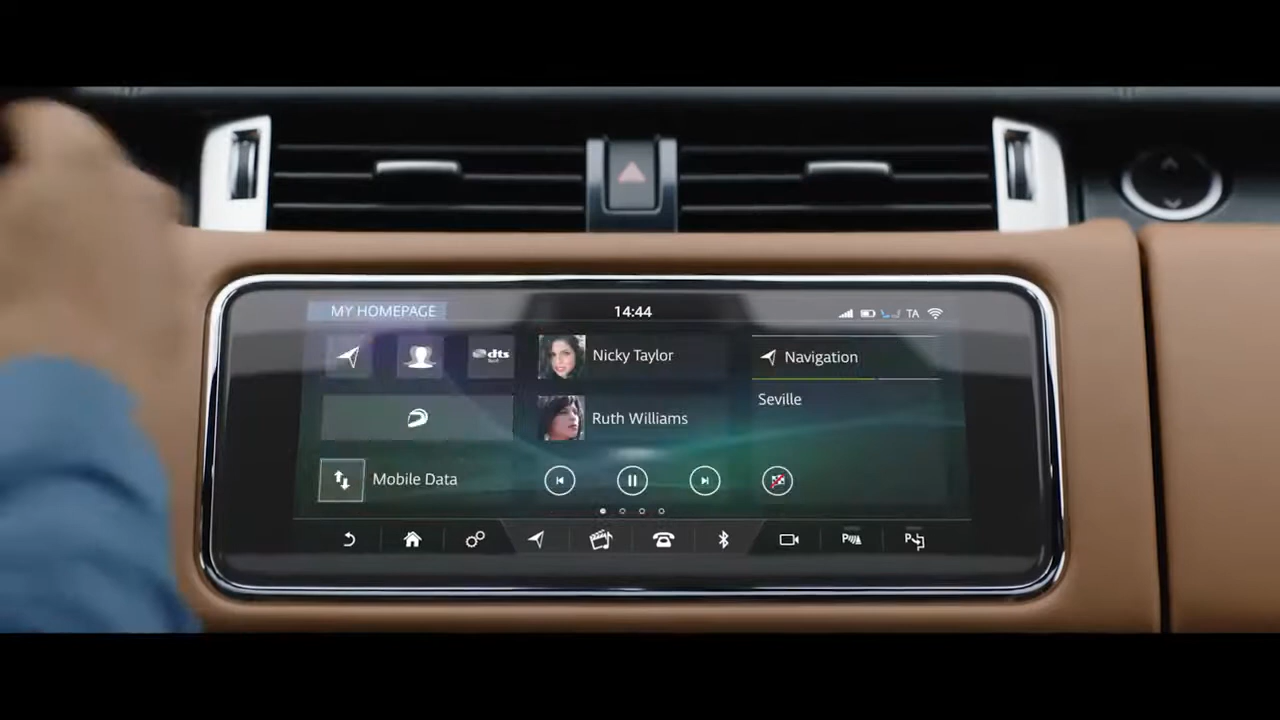 MY HOMEPAGE 14:44 TA
dts Nicky Taylor Navigation
Ruth Williams Seville
Mobile Data
P P